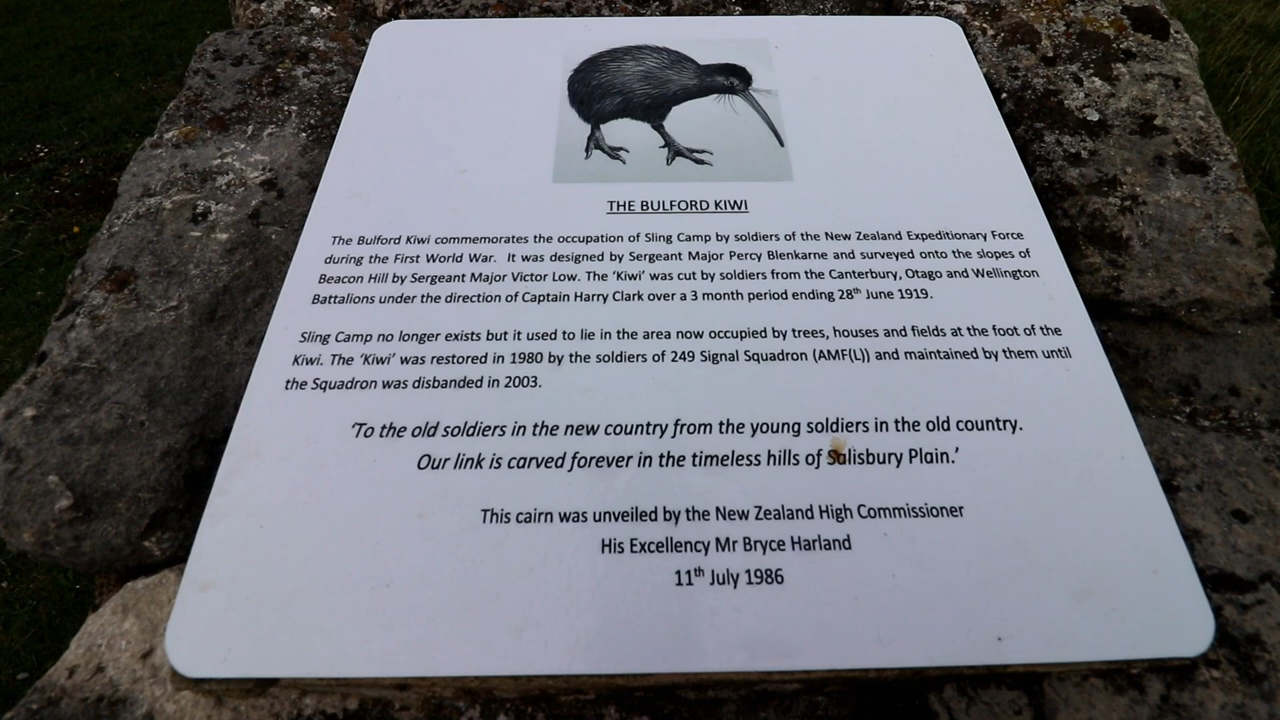 THE BULFORD KIWI
The Bulford Kiwi commemorates the occupation of Sling Camp by soldiers of the New Zealand Expeditionary Force
during the First World War. It was designed by Sergeant Major Percy Blenkarne and surveyed onto the slopes of
Beacon Hill by Sergeant Major Victor Low. The ‘Kiwi’ was cut by soldiers from the Canterbury, Otago and Wellington
Battalions under the direction of Captain Harry Clark over a 3 month period ending 28th June 1919.
Sling Camp no longer exists but it used to lie in the area now occupied by trees, houses and fields at the foot of the
Kiwi. The ‘Kiwi’ was restored in 1980 by the soldiers of 249 Signal Squadron (AMF(L)) and maintained by them until
the Squadron was disbanded in 2003.
‘To the old soldiers in the new country from the young soldiers in the old country.
Our link is carved forever in the timeless hills of Salisbury Plain.’
This cairn was unveiled by the New Zealand High Commissioner
His Excellency Mr Bryce Harland
11th July 1986